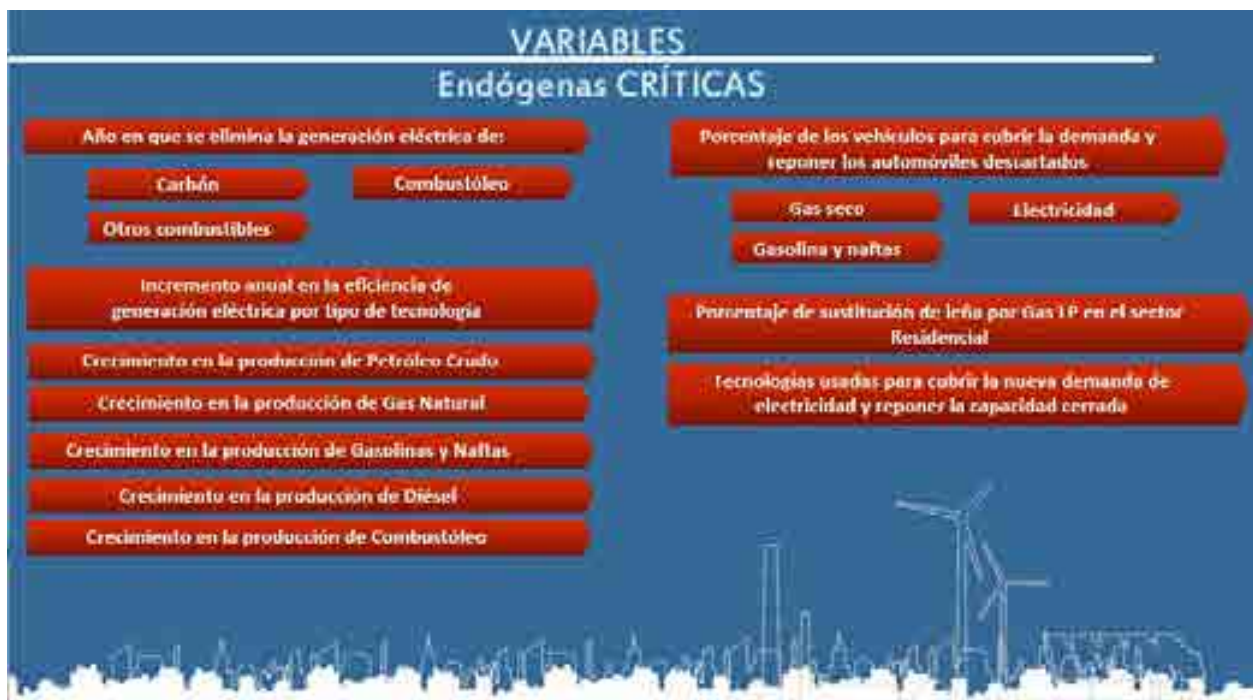 VARIABLES
Endógenas CRÍTICAS
Año en que se elimina la generación eléctrica de:
Carbón
Combustóleo
Otros combustibles
Incremento anual en la eficiencia de
generación eléctrica por tipo de tecnología
Crecimiento en la producción de Petróleo Crudo
Crecimiento en la producción de Gas Natural
Crecimiento en la producción de Gasolinas y Naftas
Crecimiento en la producción de Diésel
Crecimiento en la producción de Combustóleo
Porcentaje de los vehículos para cubrir la demanda y
reponer los automóviles descartados
Gas seco
Electricidad
Gasolina y naftas
Porcentaje de sustitución de leña por Gas LP en el sector
Residencial
Tecnologías usadas para cubrir la nueva demanda de
electricidad y reponer la capacidad cerrada